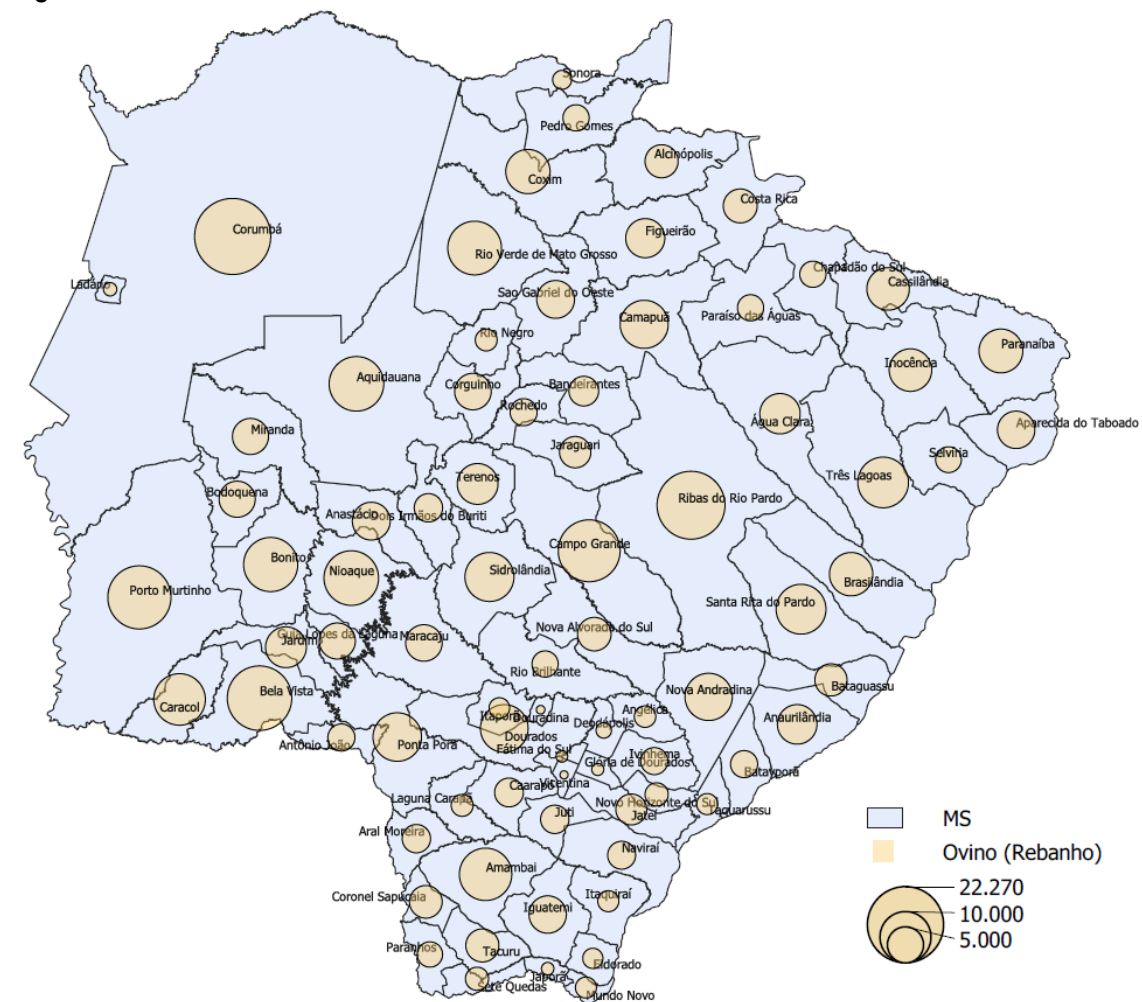 Sonora
Pedro Gomes
Alcinópolis
Coxim
Costa Rica
Corumbá
Figueirão
Rio Verde de Mato Grosso
Chapadão do Sul
Cassilândia
Ladário
Sao Gabriel do Oeste
Camapuã
Paraíso das Águas
Rio Negro
Paranaíba
Inocência
Aquidauana
Corguinho
Bandeirantes
Rochedo
Água Clara
Aparecida do Taboado
Miranda
Jaraguari
Selvíria
Terenos
Três Lagoas
Bodoquena
Ribas do Rio Pardo
Anastácio
Dois Irmãos do Buriti
Campo Grande
Bonito
Nioaque
Sidrolândia
Brasilândia
Porto Murtinho
Santa Rita do Pardo
Nova Alvorada do Sul
Guia Lopes da Laguna
Jardim
Maracaju
Rio Brilhante
Bataguassu
Bela Vista
Nova Andradina
Caracol
Angélica
Itaporã
Douradina
Deodápolis
Anaurilândia
Dourados
Antônio João
Ponta Porã
Fátima do Sul
Ivinhema
Glória de Dourados
Batayporã
Vicentina
Caarapó
Laguna Carapã
Novo Horizonte do Sul
Taquarussu
Juti
Jateí
MS
Aral Moreira
Naviraí
Ovino (Rebanho)
Amambai
22.270
Coronel Sapucaia
Itaquiraí
Iguatemi
10.000
5.000
Paranhos
Tacuru
Eldorado
Japorã
Sete Quedas
Mundo Novo